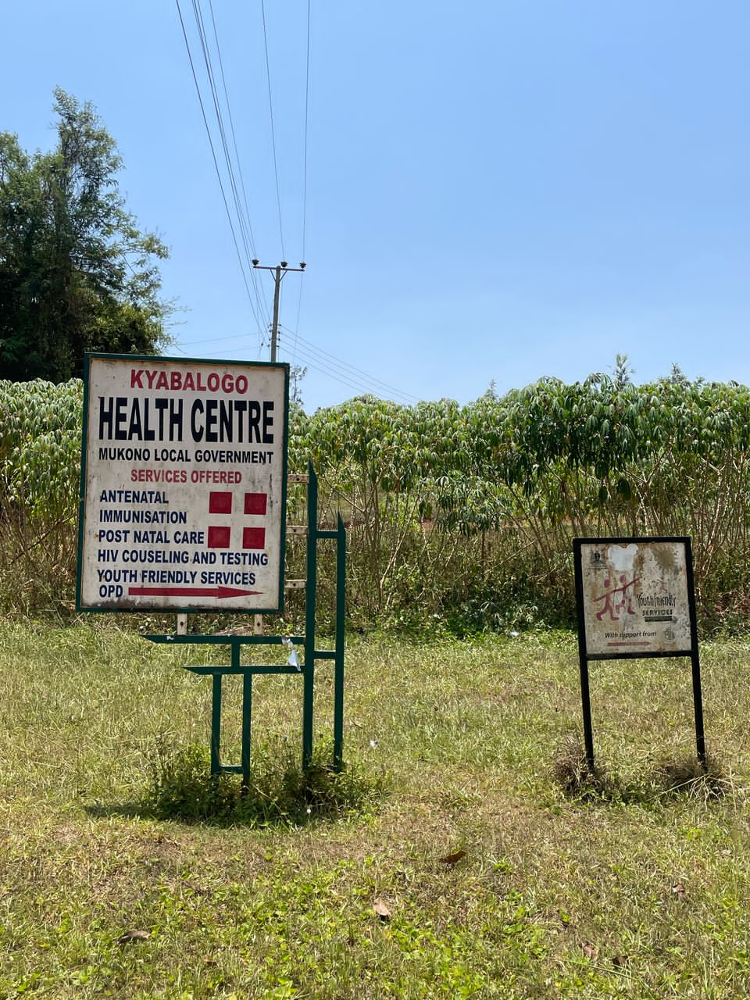 KYABALOGO
HEALTH CENTRE
MUKONO LOCAL GOVERNMENT
SERVICES OFFERED
ANTENATAL
IMMUNISATION
POST NATAL CARE
HIV COUSELING AND TESTING
YOUTH FRIENDLY SERVICES
OPD
Youth Friendly
SERVICES
With support from